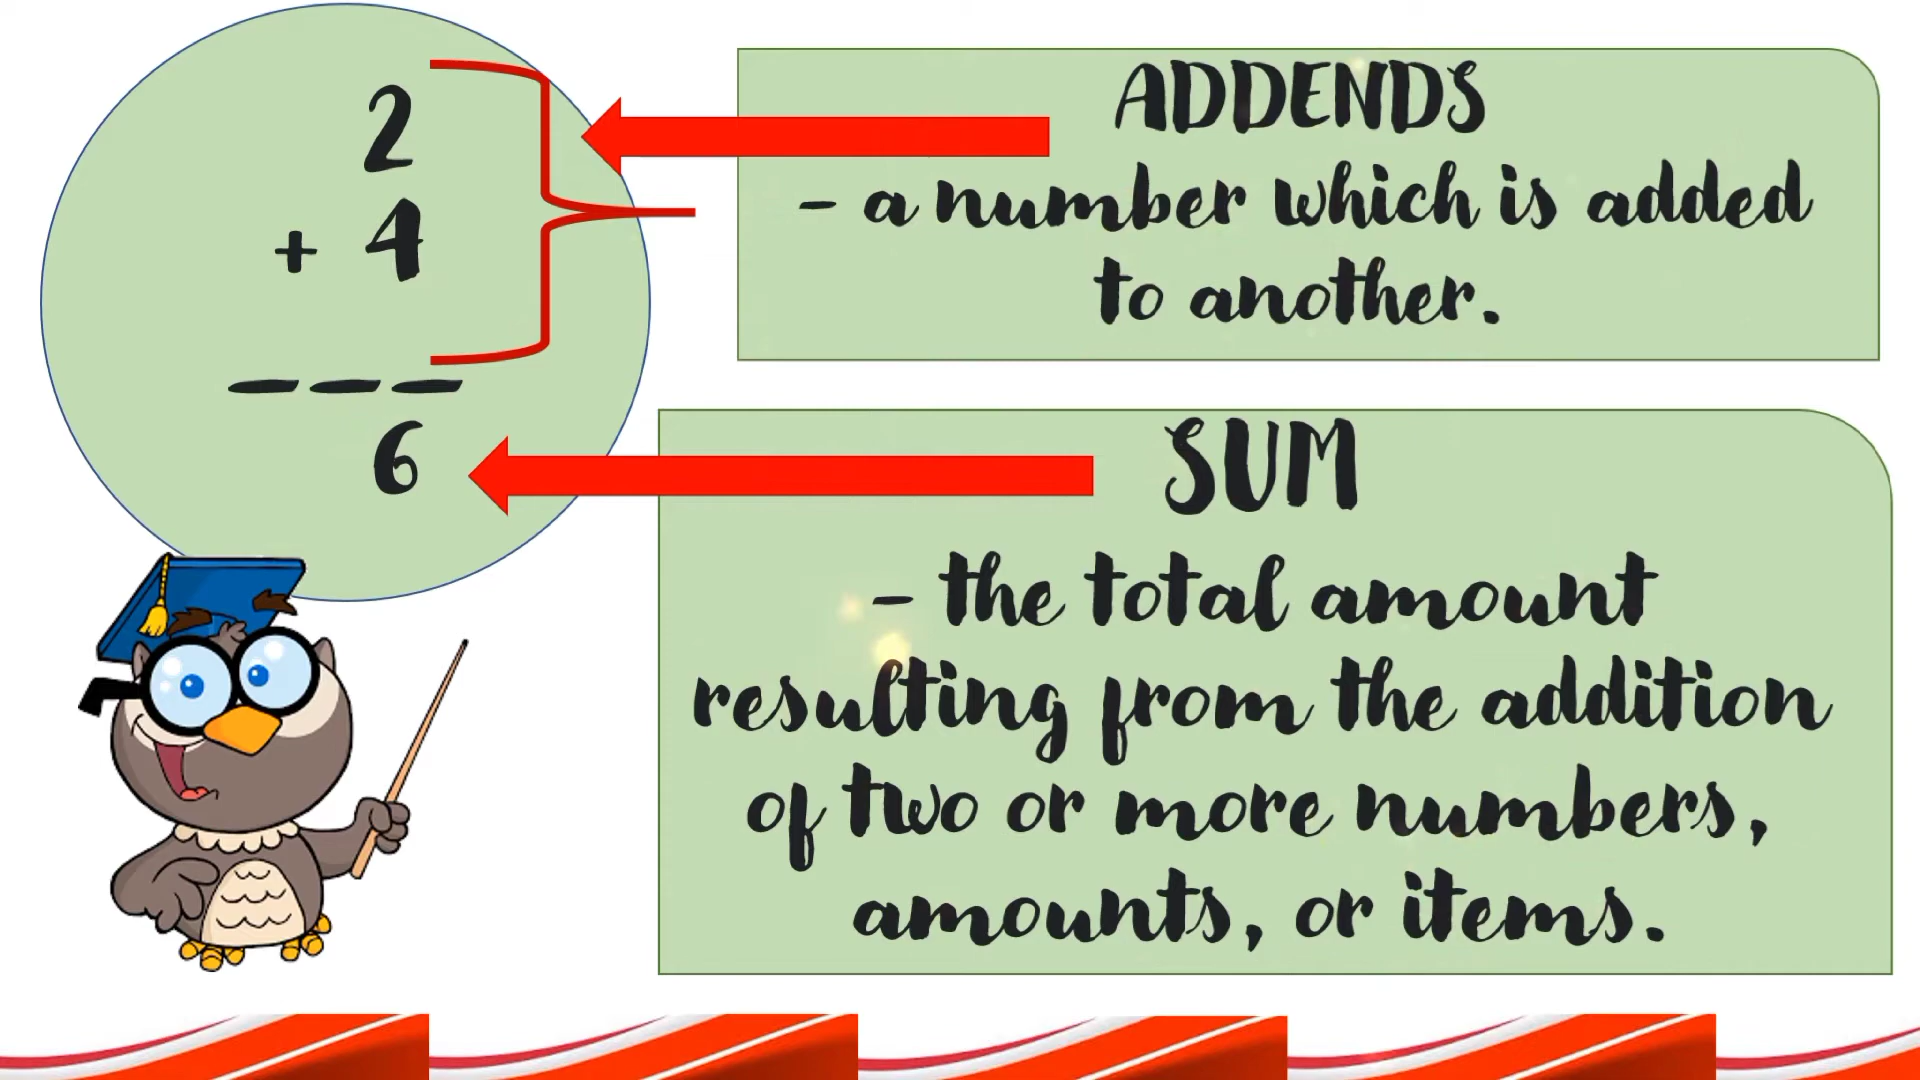 2
+ 4
___
6
ADDENDS
- a number which is added
to another.
SUM
- the total amount
resulting from the addition
of two or more numbers,
amounts, or items.